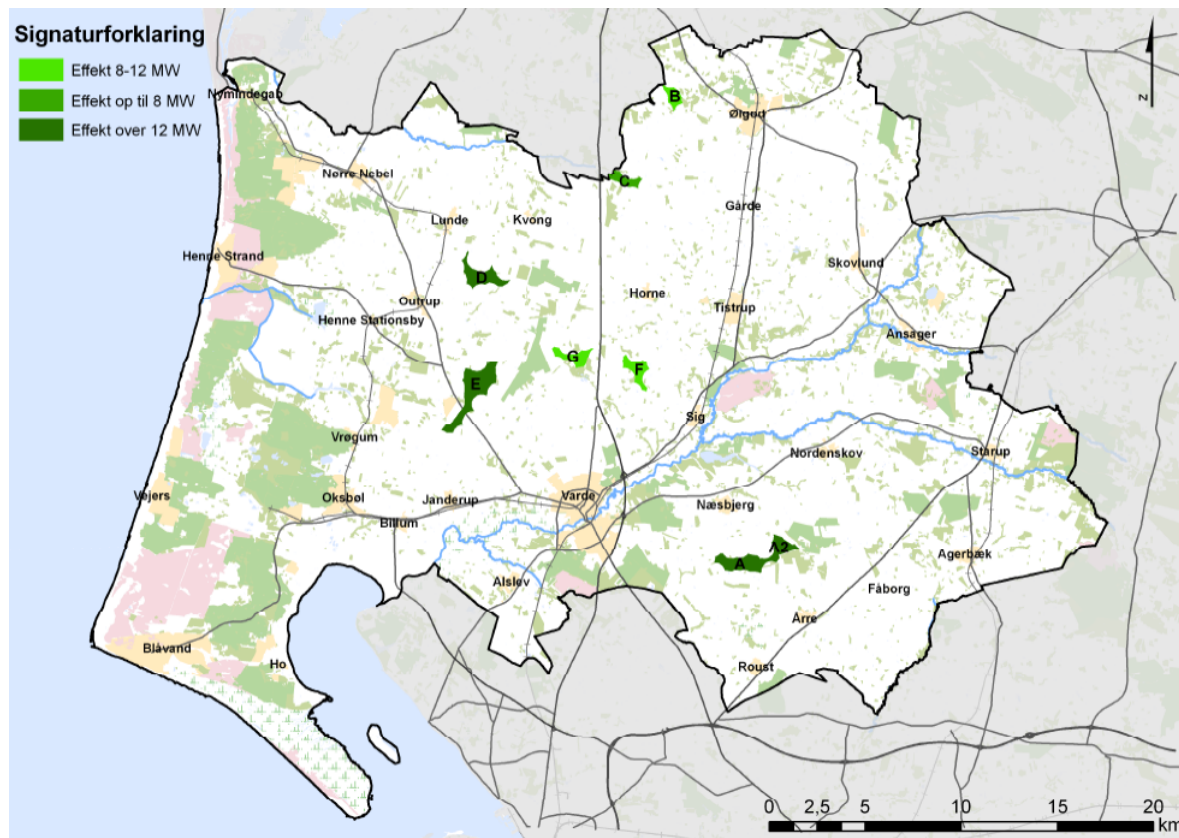 Signaturforklaring
Effekt 8-12 MW
Effekt op til 8 MW
Effekt over 12 MW
Nymindegab
B
Ølgod
Nørre Nebel
C
Lunde
Kvong
Gårde
Henne Strand
D
Skovlund
Outrup
Horne
Tistrup
Henne Stationsby
Ansager
G
F
E
Sig
Vrøgum
Nordenskov
Starup
Vejers
Oksbøl
Janderup
Varde
Næsbjerg
Billum
A2
A
Agerbæk
Alslev
Fåborg
Arre
Blåvand
Ho
Roust
z
0 2,5 5 10 15 20
km